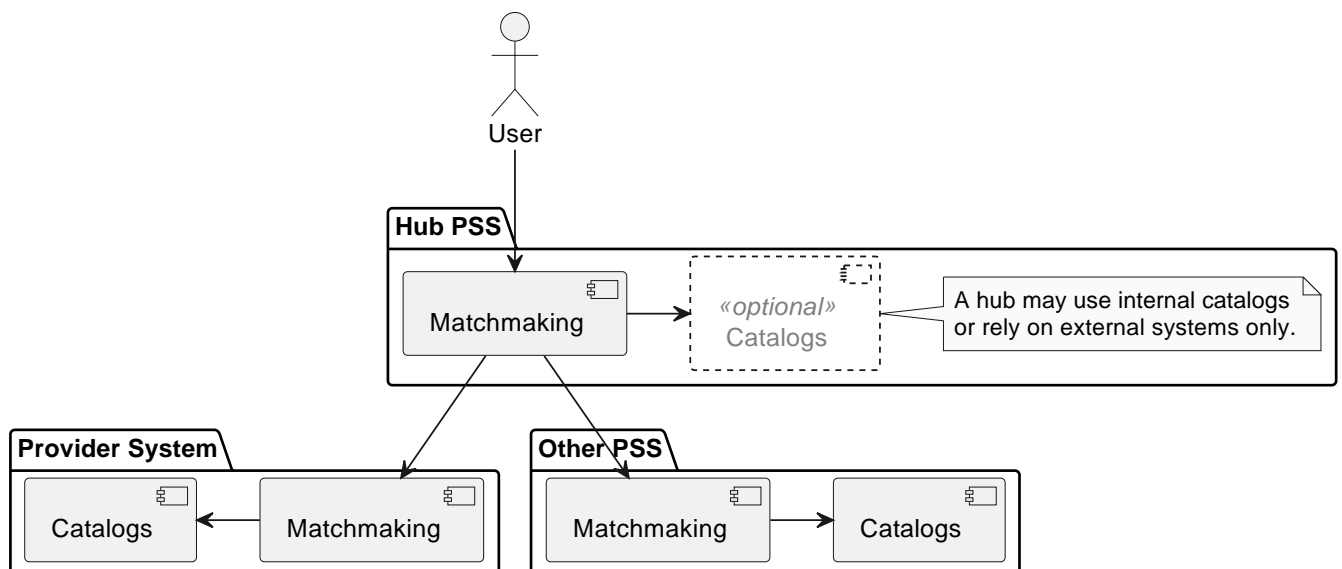 User
Hub PSS
Matchmaking
«optional»
Catalogs
A hub may use internal catalogs
or rely on external systems only.
Provider System
Catalogs
Matchmaking
Other PSS
Matchmaking
Catalogs